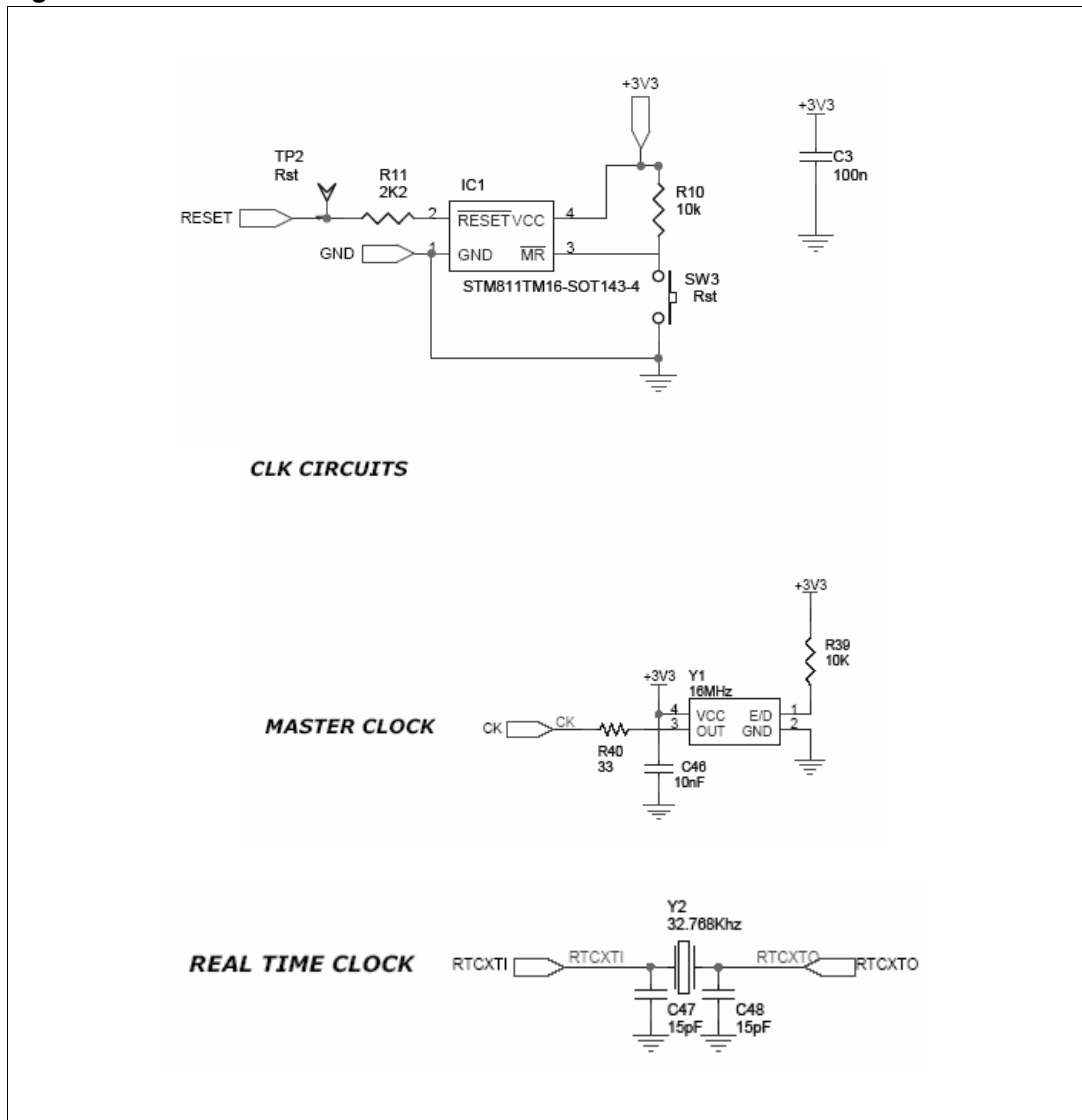 +3V3
+3V3
C3
100n
TP2
Rst
R11
2K2
IC1
R10
10k
RESET
2
RESET VCC
4
GND
1
GND
MR
3
STM811TM16-SOT143-4
SW3
Rst
CLK CIRCUITS
+3V3
R39
10K
+3V3
Y1
16MHz
MASTER CLOCK
CK
CK
4
VCC
E/D
1
3
OUT
GND
2
R40
33
C46
10nF
Y2
32.768Khz
REAL TIME CLOCK
RTCXTI
RTCXTI
RTCXTO
RTCXTO
C47
15pF
C48
15pF